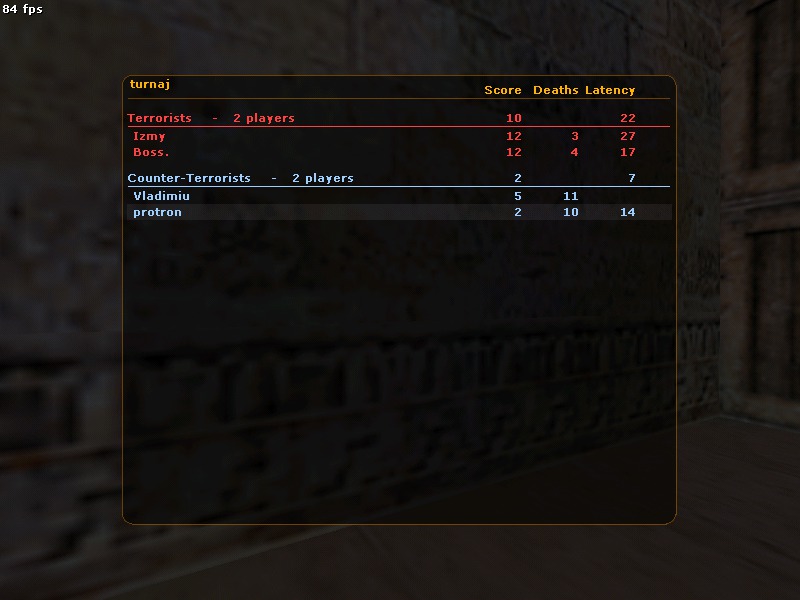 84 fps
turnaj
Score Deaths Latency
Terrorists - 2 players 10 22
Izmy 12 3 27
Boss. 12 4 17
Counter-Terrorists - 2 players 2 7
Vladimiu 5 11
protron 2 10 14